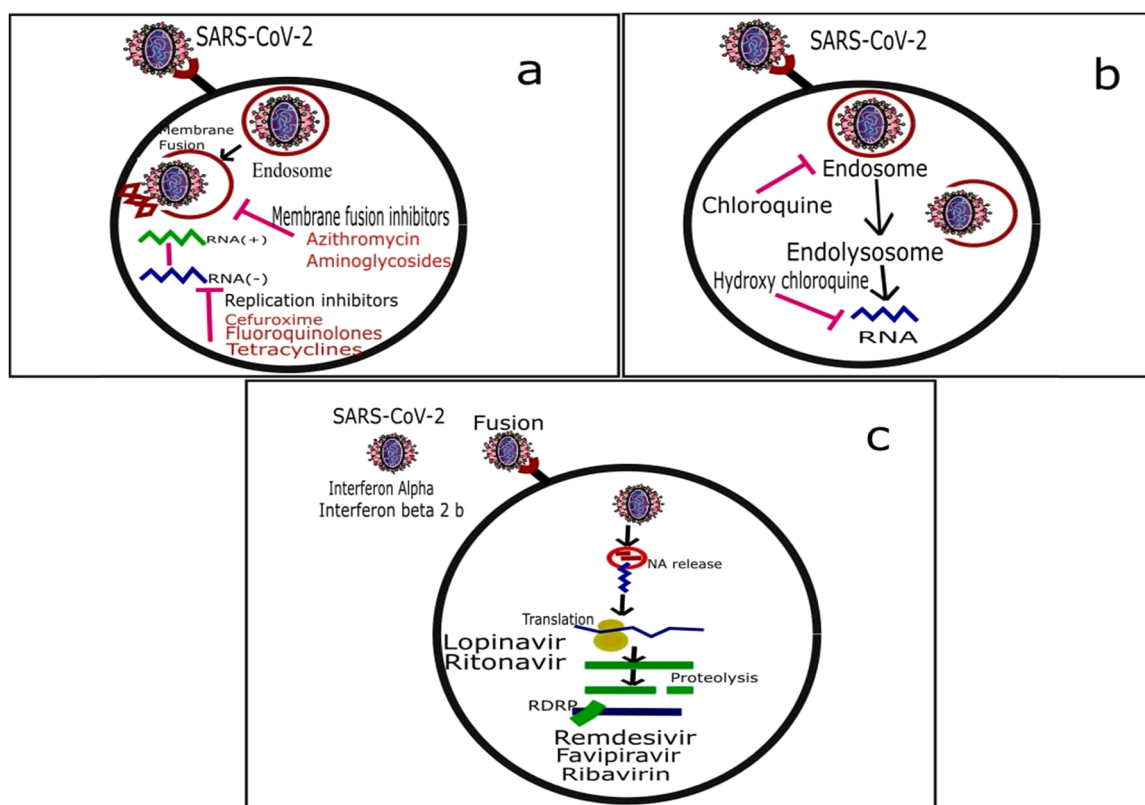 SARS-CoV-2
a
Membrane
Fusion
Endosome
Membrane fusion inhibitors
Azithromycin
Aminoglycosides
RNA(+)
RNA(-)
Replication inhibitors
Cefuroxime
Fluoroquinolones
Tetracyclines
SARS-CoV-2
b
Endosome
Chloroquine
Endolysosome
Hydroxy chloroquine
RNA
SARS-CoV-2
Fusion
c
Interferon Alpha
Interferon beta 2 b
NA release
Translation
Lopinavir
Ritonavir
Proteolysis
RDRP
Remdesivir
Favipiravir
Ribavirin